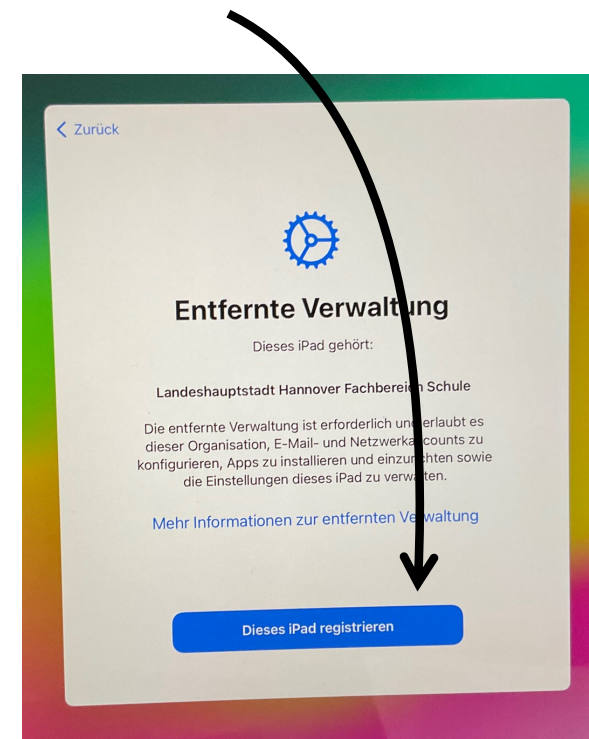 Zurück
Entfernte Verwaltung
Dieses iPad gehört:
Landeshauptstadt Hannover Fachbereich Schule
Die entfernte Verwaltung ist erforderlich und erlaubt es
dieser Organisation, E-Mail- und Netzwerkaccounts zu
konfigurieren, Apps zu installieren und einzurichten sowie
die Einstellungen dieses iPad zu verwalten.
Mehr Informationen zur entfernten Verwaltung
Dieses iPad registrieren